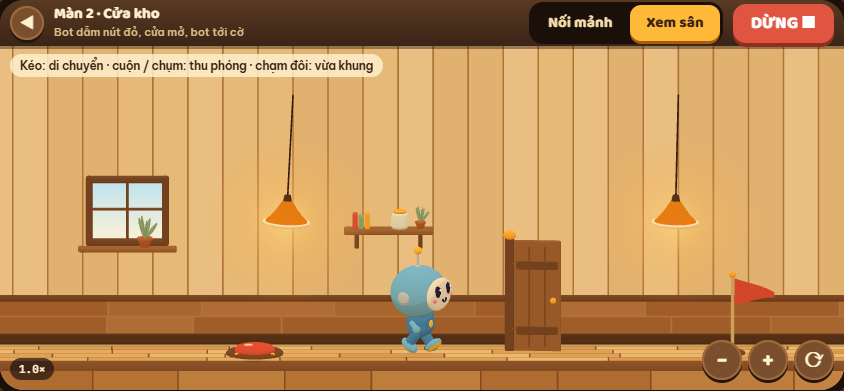 Màn 2 · Cửa kho
Bot dẫm nút đỏ, cửa mở, bot tới cờ
Nối mảnh
Xem sân
DỪNG
Kéo: di chuyển · cuộn / chụm: thu phóng · chạm đôi: vừa khung
1.0×